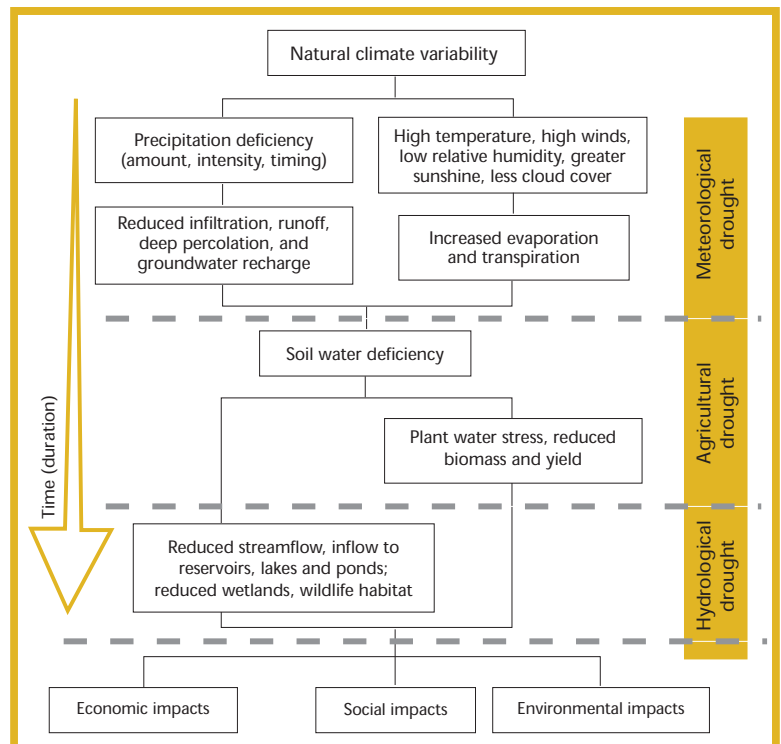 Natural climate variability
Precipitation deficiency
(amount, intensity, timing)
High temperature, high winds,
low relative humidity, greater
sunshine, less cloud cover
Reduced infiltration, runoff,
deep percolation, and
groundwater recharge
Increased evaporation
and transpiration
Meteorological
drought
Soil water deficiency
Plant water stress, reduced
biomass and yield
Agricultural
drought
Time (duration)
Reduced streamflow, inflow to
reservoirs, lakes and ponds;
reduced wetlands, wildlife habitat
Hydrological
drought
Economic impacts
Social impacts
Environmental impacts